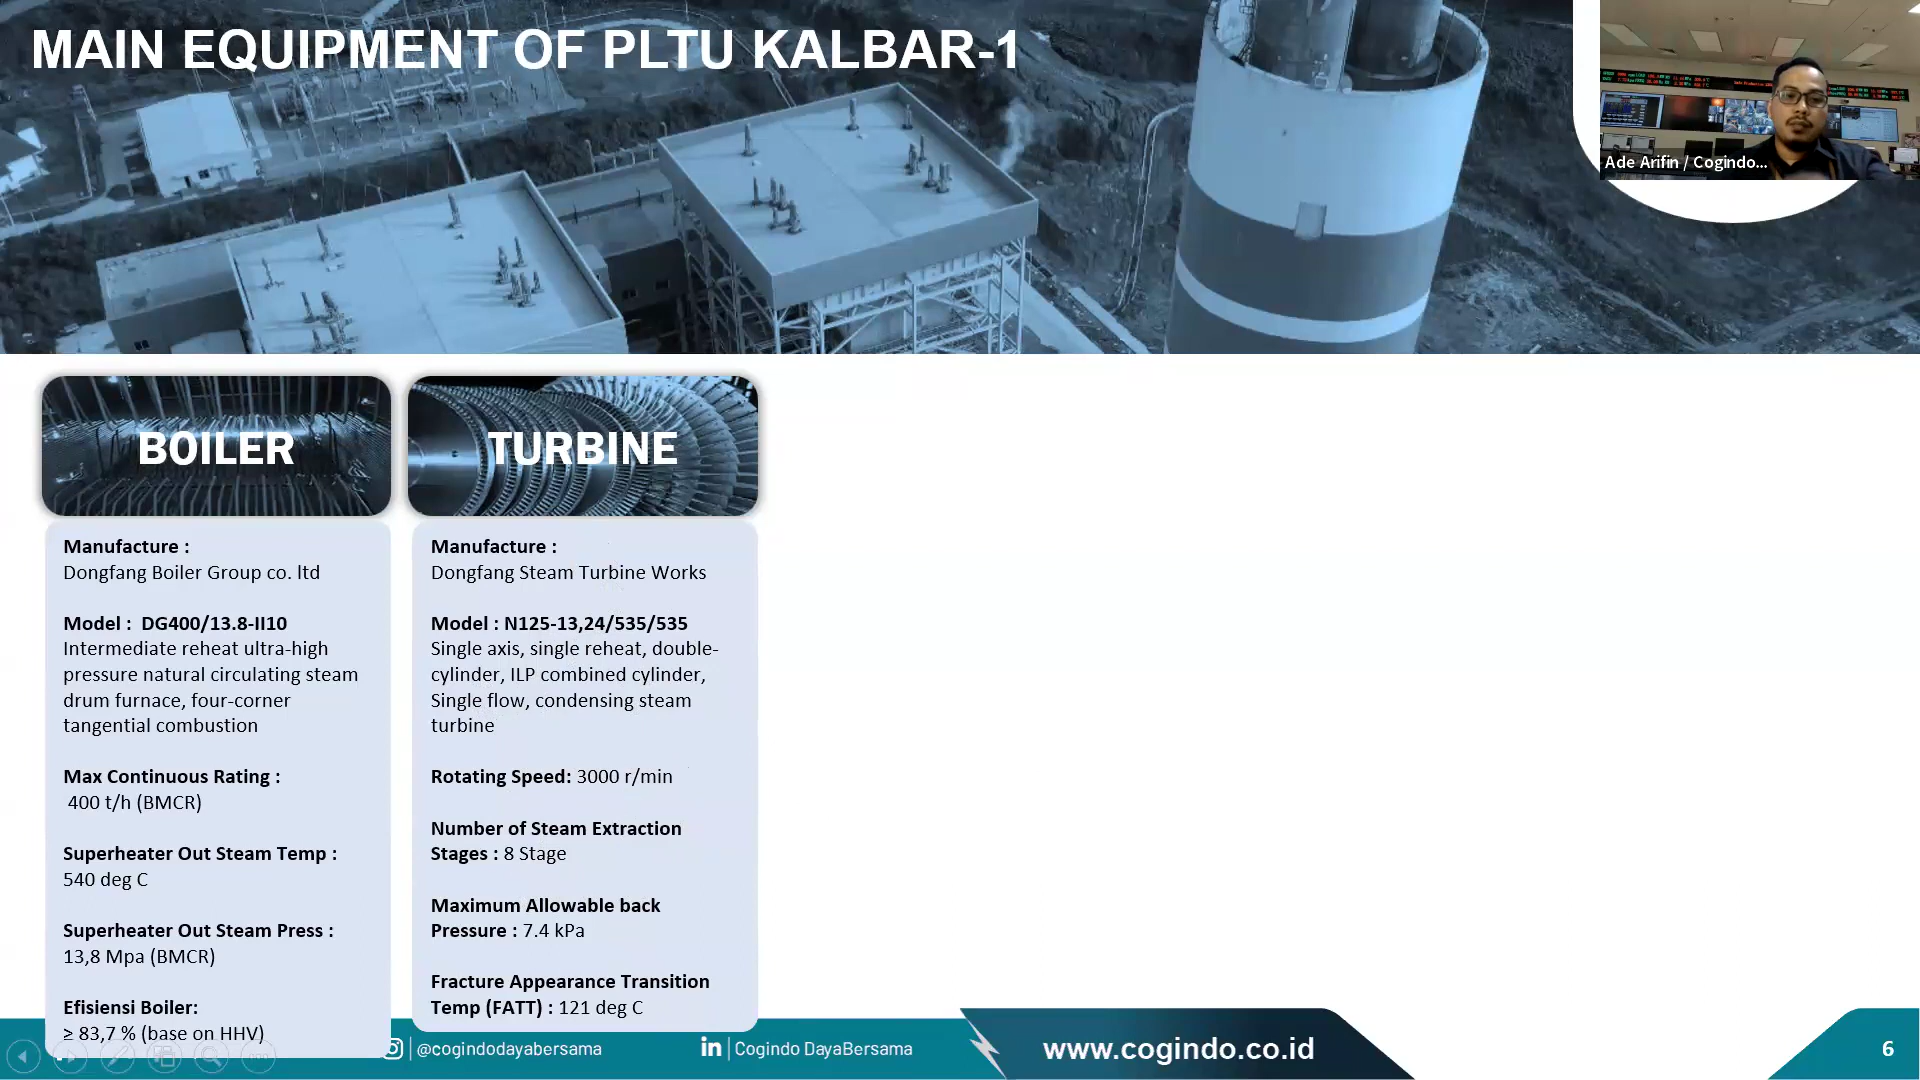 MAIN EQUIPMENT OF PLTU KALBAR-1
Ade Arifin / Cogindo...
BOILER
Manufacture :
Dongfang Boiler Group co. ltd
Model :  DG400/13.8-II10
Intermediate reheat ultra-high
pressure natural circulating steam
drum furnace, four-corner
tangential combustion
Max Continuous Rating :
400 t/h (BMCR)
Superheater Out Steam Temp :
540 deg C
Superheater Out Steam Press :
13,8 Mpa (BMCR)
Efisiensi Boiler:
≥ 83,7 % (base on HHV)
TURBINE
Manufacture :
Dongfang Steam Turbine Works
Model : N125-13,24/535/535
Single axis, single reheat, double-
cylinder, ILP combined cylinder,
Single flow, condensing steam
turbine
Rotating Speed: 3000 r/min
Number of Steam Extraction
Stages : 8 Stage
Maximum Allowable back
Pressure : 7.4 kPa
Fracture Appearance Transition
Temp (FATT) : 121 deg C
@cogindodayabersama
in | Cogindo DayaBersama
www.cogindo.co.id
6